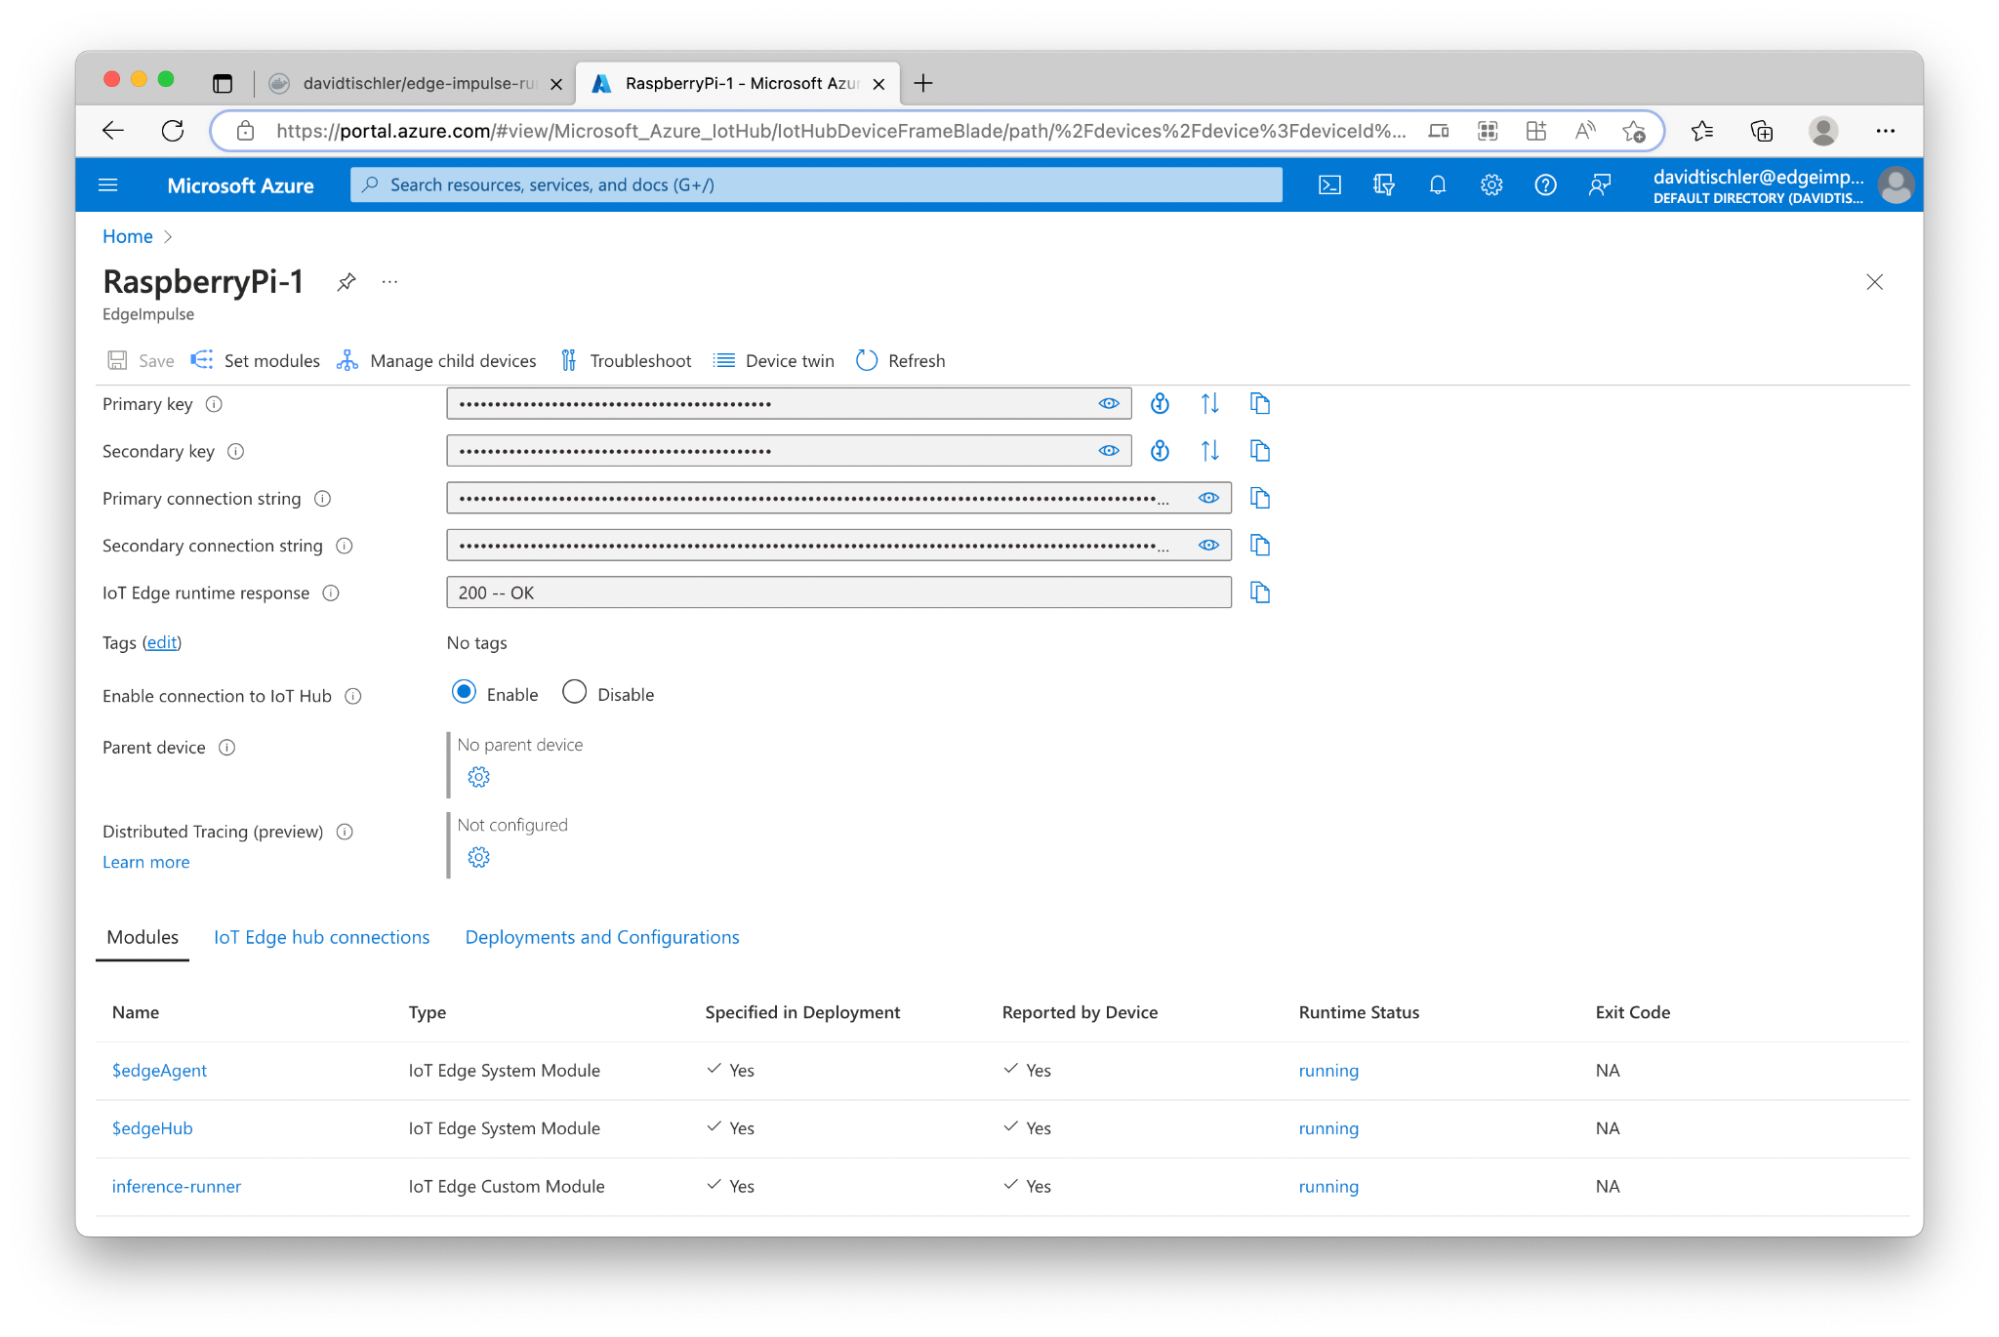 davidtischler/edge-impulse-ru
RaspberryPi-1 - Microsoft Azu
https://portal.azure.com/#view/Microsoft_Azure_IotHub/IotHubDeviceFrameBlade/path/%2Fdevices%2Fdevice%3FdeviceId%...
Microsoft Azure
Search resources, services, and docs (G+/)
davidtischler@edgeimp...
DEFAULT DIRECTORY (DAVIDTIS...
Home >
RaspberryPi-1
EdgeImpulse
Save Set modules Manage child devices Troubleshoot Device twin Refresh
Primary key
Secondary key
Primary connection string
Secondary connection string
IoT Edge runtime response 200 -- OK
Tags (edit) No tags
Enable connection to IoT Hub Enable Disable
Parent device No parent device
Distributed Tracing (preview) Not configured
Learn more
Modules IoT Edge hub connections Deployments and Configurations
Name Type Specified in Deployment Reported by Device Runtime Status Exit Code
$edgeAgent IoT Edge System Module Yes Yes running NA
$edgeHub IoT Edge System Module Yes Yes running NA
inference-runner IoT Edge Custom Module Yes Yes running NA